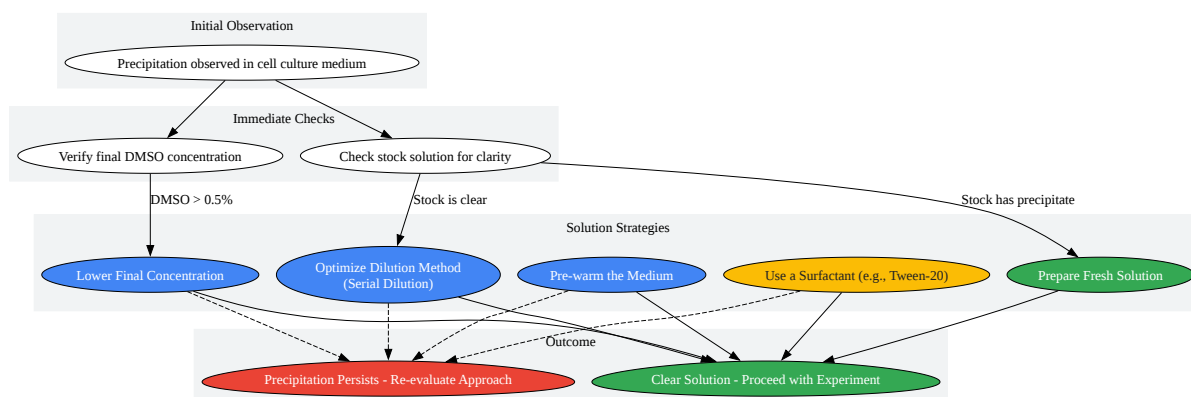 Initial Observation
Precipitation observed in cell culture medium
Immediate Checks
Verify final DMSO concentration
Check stock solution for clarity
DMSO > 0.5%
Stock is clear
Stock has precipitate
Solution Strategies
Lower Final Concentration
Optimize Dilution Method
(Serial Dilution)
Pre-warm the Medium
Use a Surfactant (e.g., Tween-20)
Prepare Fresh Solution
Outcome
Precipitation Persists - Re-evaluate Approach
Clear Solution - Proceed with Experiment